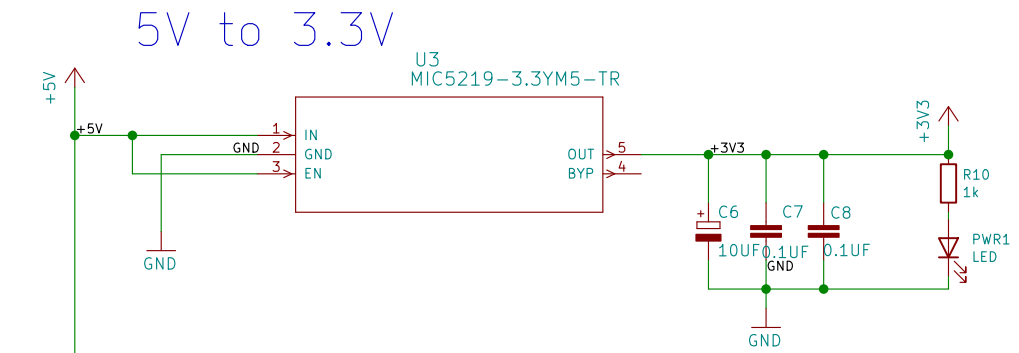 5V to 3.3V
U3
MIC5219-3.3YM5-TR
+5V
+5V
GND
1
2
3
IN
GND
EN
OUT
BYP
5
4
+3V3
+3V3
R10
1k
C6
10UF
C7
0.1UF
C8
0.1UF
GND
PWR1
LED
GND
GND
+